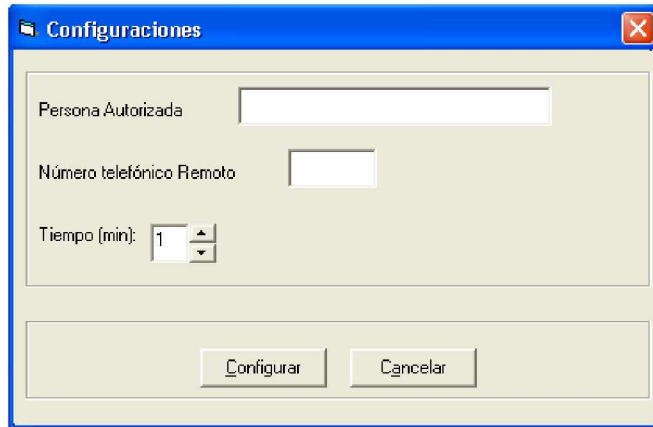 Configuraciones
Persona Autorizada
Número telefónico Remoto
Tiempo (min): 1
Configurar Cancelar